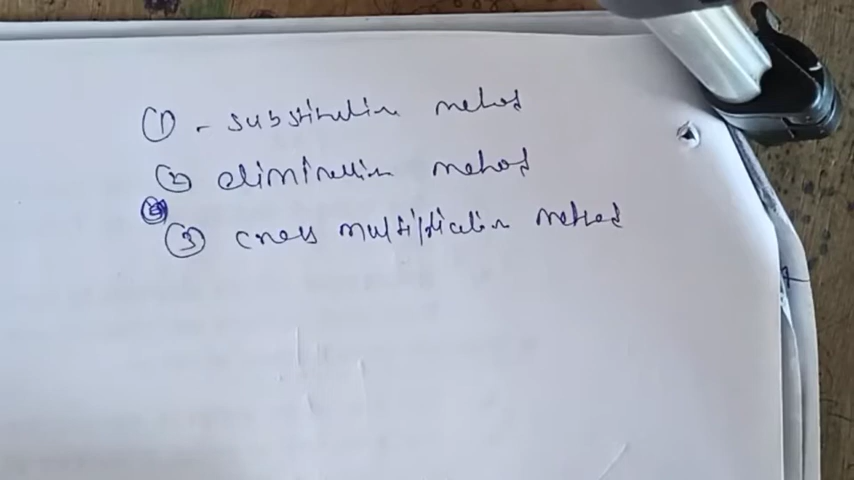 ① - substitution method
② elimination method
③ cross multiplication method